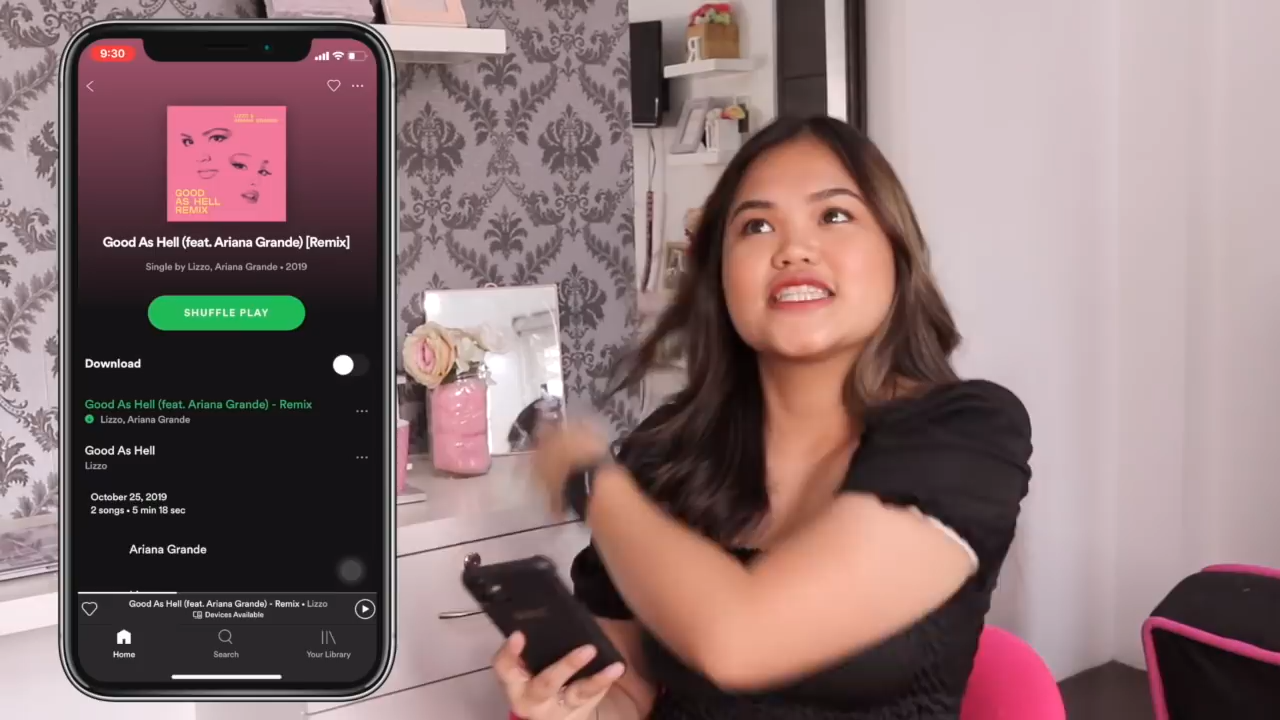 9:30
GOOD
AS HELL
REMIX
Good As Hell (feat. Ariana Grande) [Remix]
Single by Lizzo, Ariana Grande • 2019
SHUFFLE PLAY
Download
Good As Hell (feat. Ariana Grande) - Remix
Lizzo, Ariana Grande
Good As Hell
Lizzo
October 25, 2019
2 songs • 5 min 18 sec
Ariana Grande
Good As Hell (feat. Ariana Grande) - Remix • Lizzo
Devices Available
Home
Search
Your Library
R